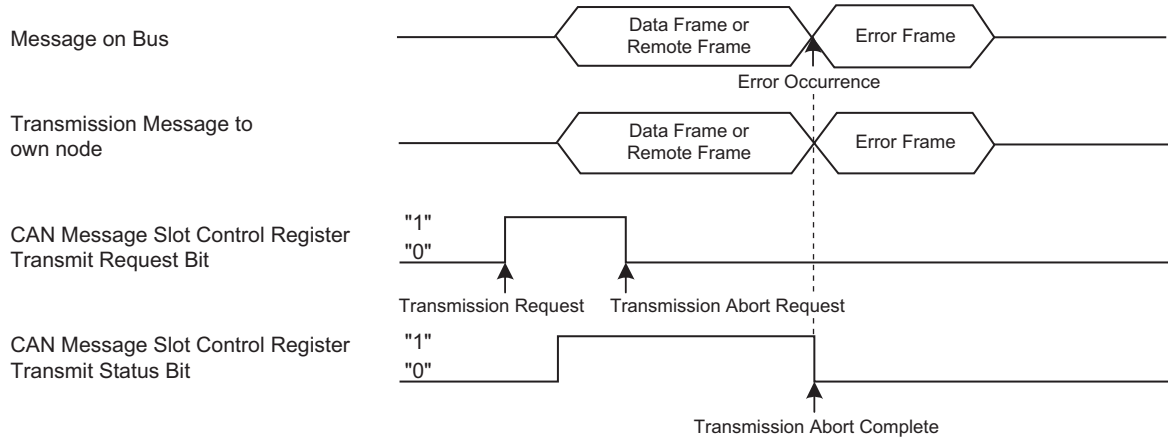 Message on Bus
Data Frame or
Remote Frame
Error Frame
Error Occurrence
Transmission Message to
own node
Data Frame or
Remote Frame
Error Frame
CAN Message Slot Control Register
Transmit Request Bit
"1"
"0"
Transmission Request
Transmission Abort Request
CAN Message Slot Control Register
Transmit Status Bit
"1"
"0"
Transmission Abort Complete